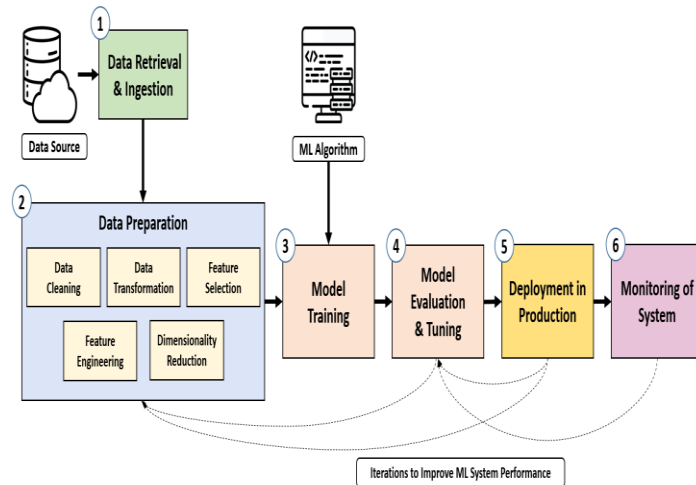 1
Data Retrieval
& Ingestion
Data Source
</>
ML Algorithm
2
Data Preparation
Data
Cleaning
Data
Transformation
Feature
Selection
Feature
Engineering
Dimensionality
Reduction
3
Model
Training
4
Model
Evaluation
& Tuning
5
Deployment in
Production
6
Monitoring of
System
Iterations to Improve ML System Performance